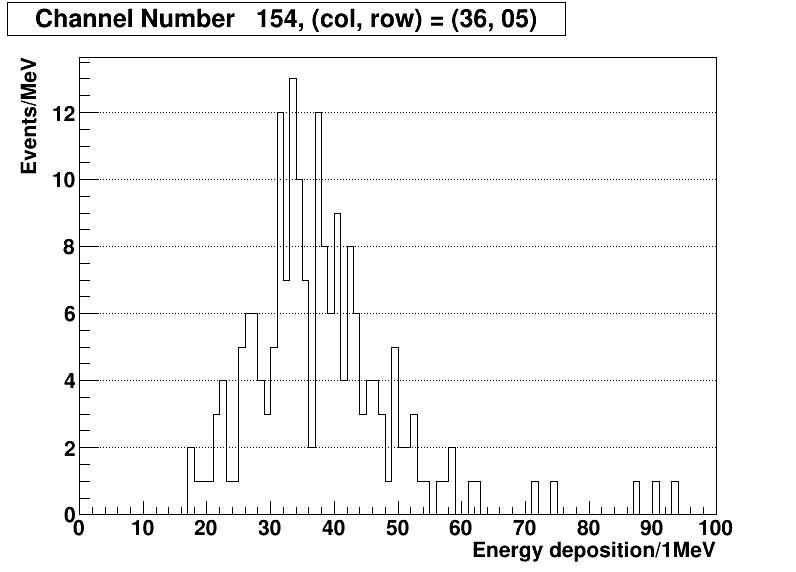 Channel Number 154, (col, row) = (36, 05)
Events/MeV
12
10
8
6
4
2
0
0 10 20 30 40 50 60 70 80 90 100
Energy deposition/1MeV